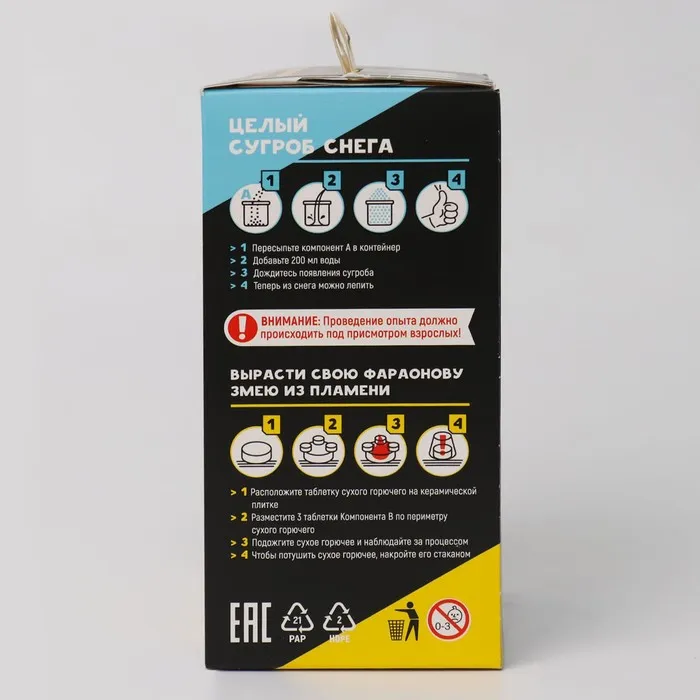 ЦЕЛЫЙ
СУГРОБ СНЕГА
1 2 3 4
A
> 1 Пересыпьте компонент А в контейнер
> 2 Добавьте 200 мл воды
> 3 Дождитесь появления сугроба
> 4 Теперь из снега можно лепить
! ВНИМАНИЕ: Проведение опыта должно
происходить под присмотром взрослых!
ВЫРАСТИ СВОЮ ФАРАОНОВУ
ЗМЕЮ ИЗ ПЛАМЕНИ
1 2 3 4
> 1 Расположите таблетку сухого горючего на керамической
плитке
> 2 Разместите 3 таблетки Компонента В по периметру
сухого горючего
> 3 Подожгите сухое горючее и наблюдайте за процессом
> 4 Чтобы потушить сухое горючее, накройте его стаканом
EAC 21 2 0-3
PAP HDPE